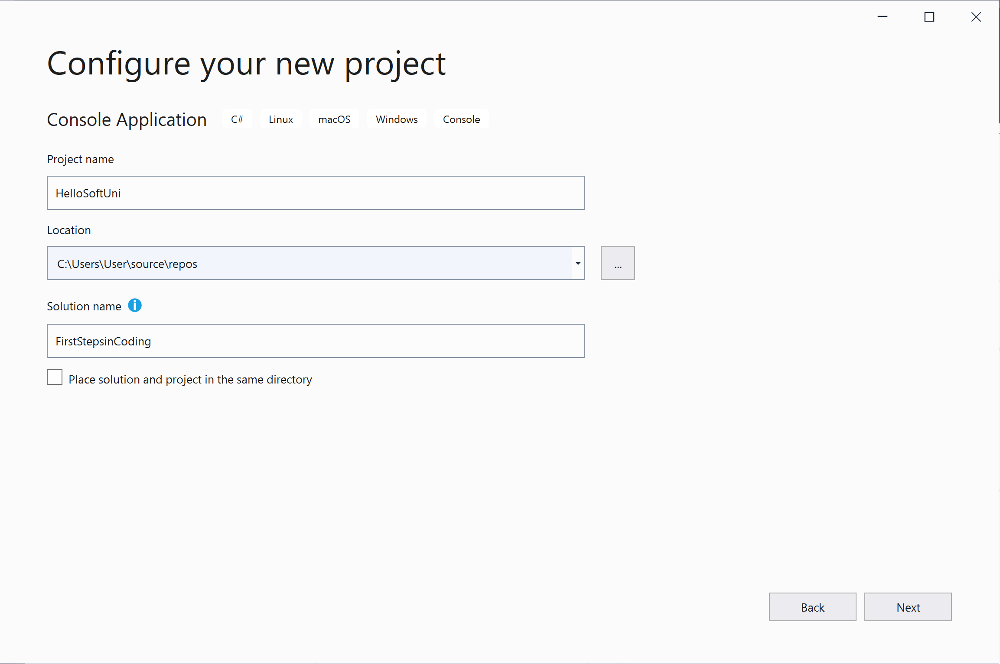 Configure your new project
Console Application C# Linux macOS Windows Console
Project name
HelloSoftUni
Location
C:\Users\User\source\repos
...
Solution name
FirstStepsinCoding
Place solution and project in the same directory
Back Next